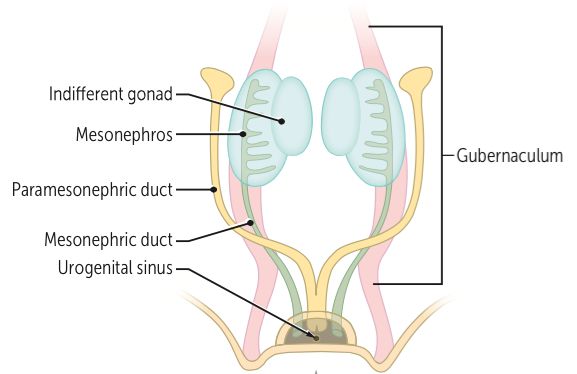 Indifferent gonad
Mesonephros
Gubernaculum
Paramesonephric duct
Mesonephric duct
Urogenital sinus